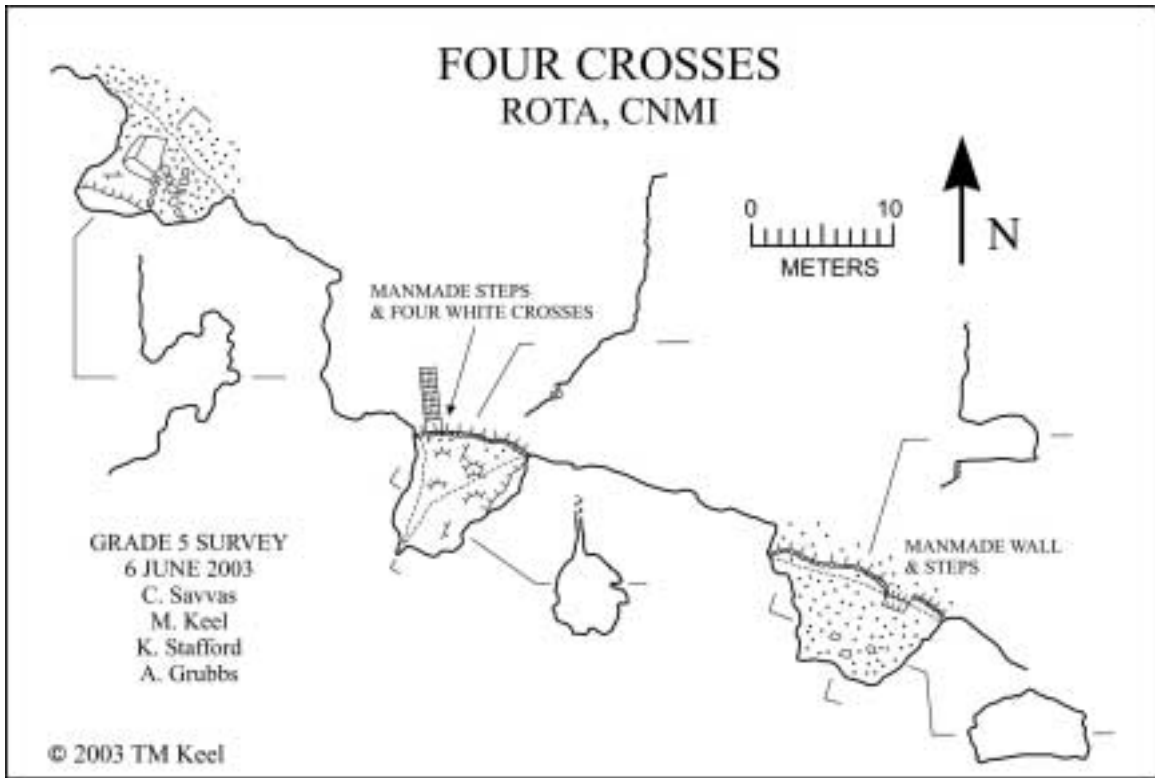 FOUR CROSSES
ROTA, CNMI
0 10
METERS
N
MANMADE STEPS
& FOUR WHITE CROSSES
MANMADE WALL
& STEPS
GRADE 5 SURVEY
6 JUNE 2003
C. Savvas
M. Keel
K. Stafford
A. Grubbs
© 2003 TM Keel